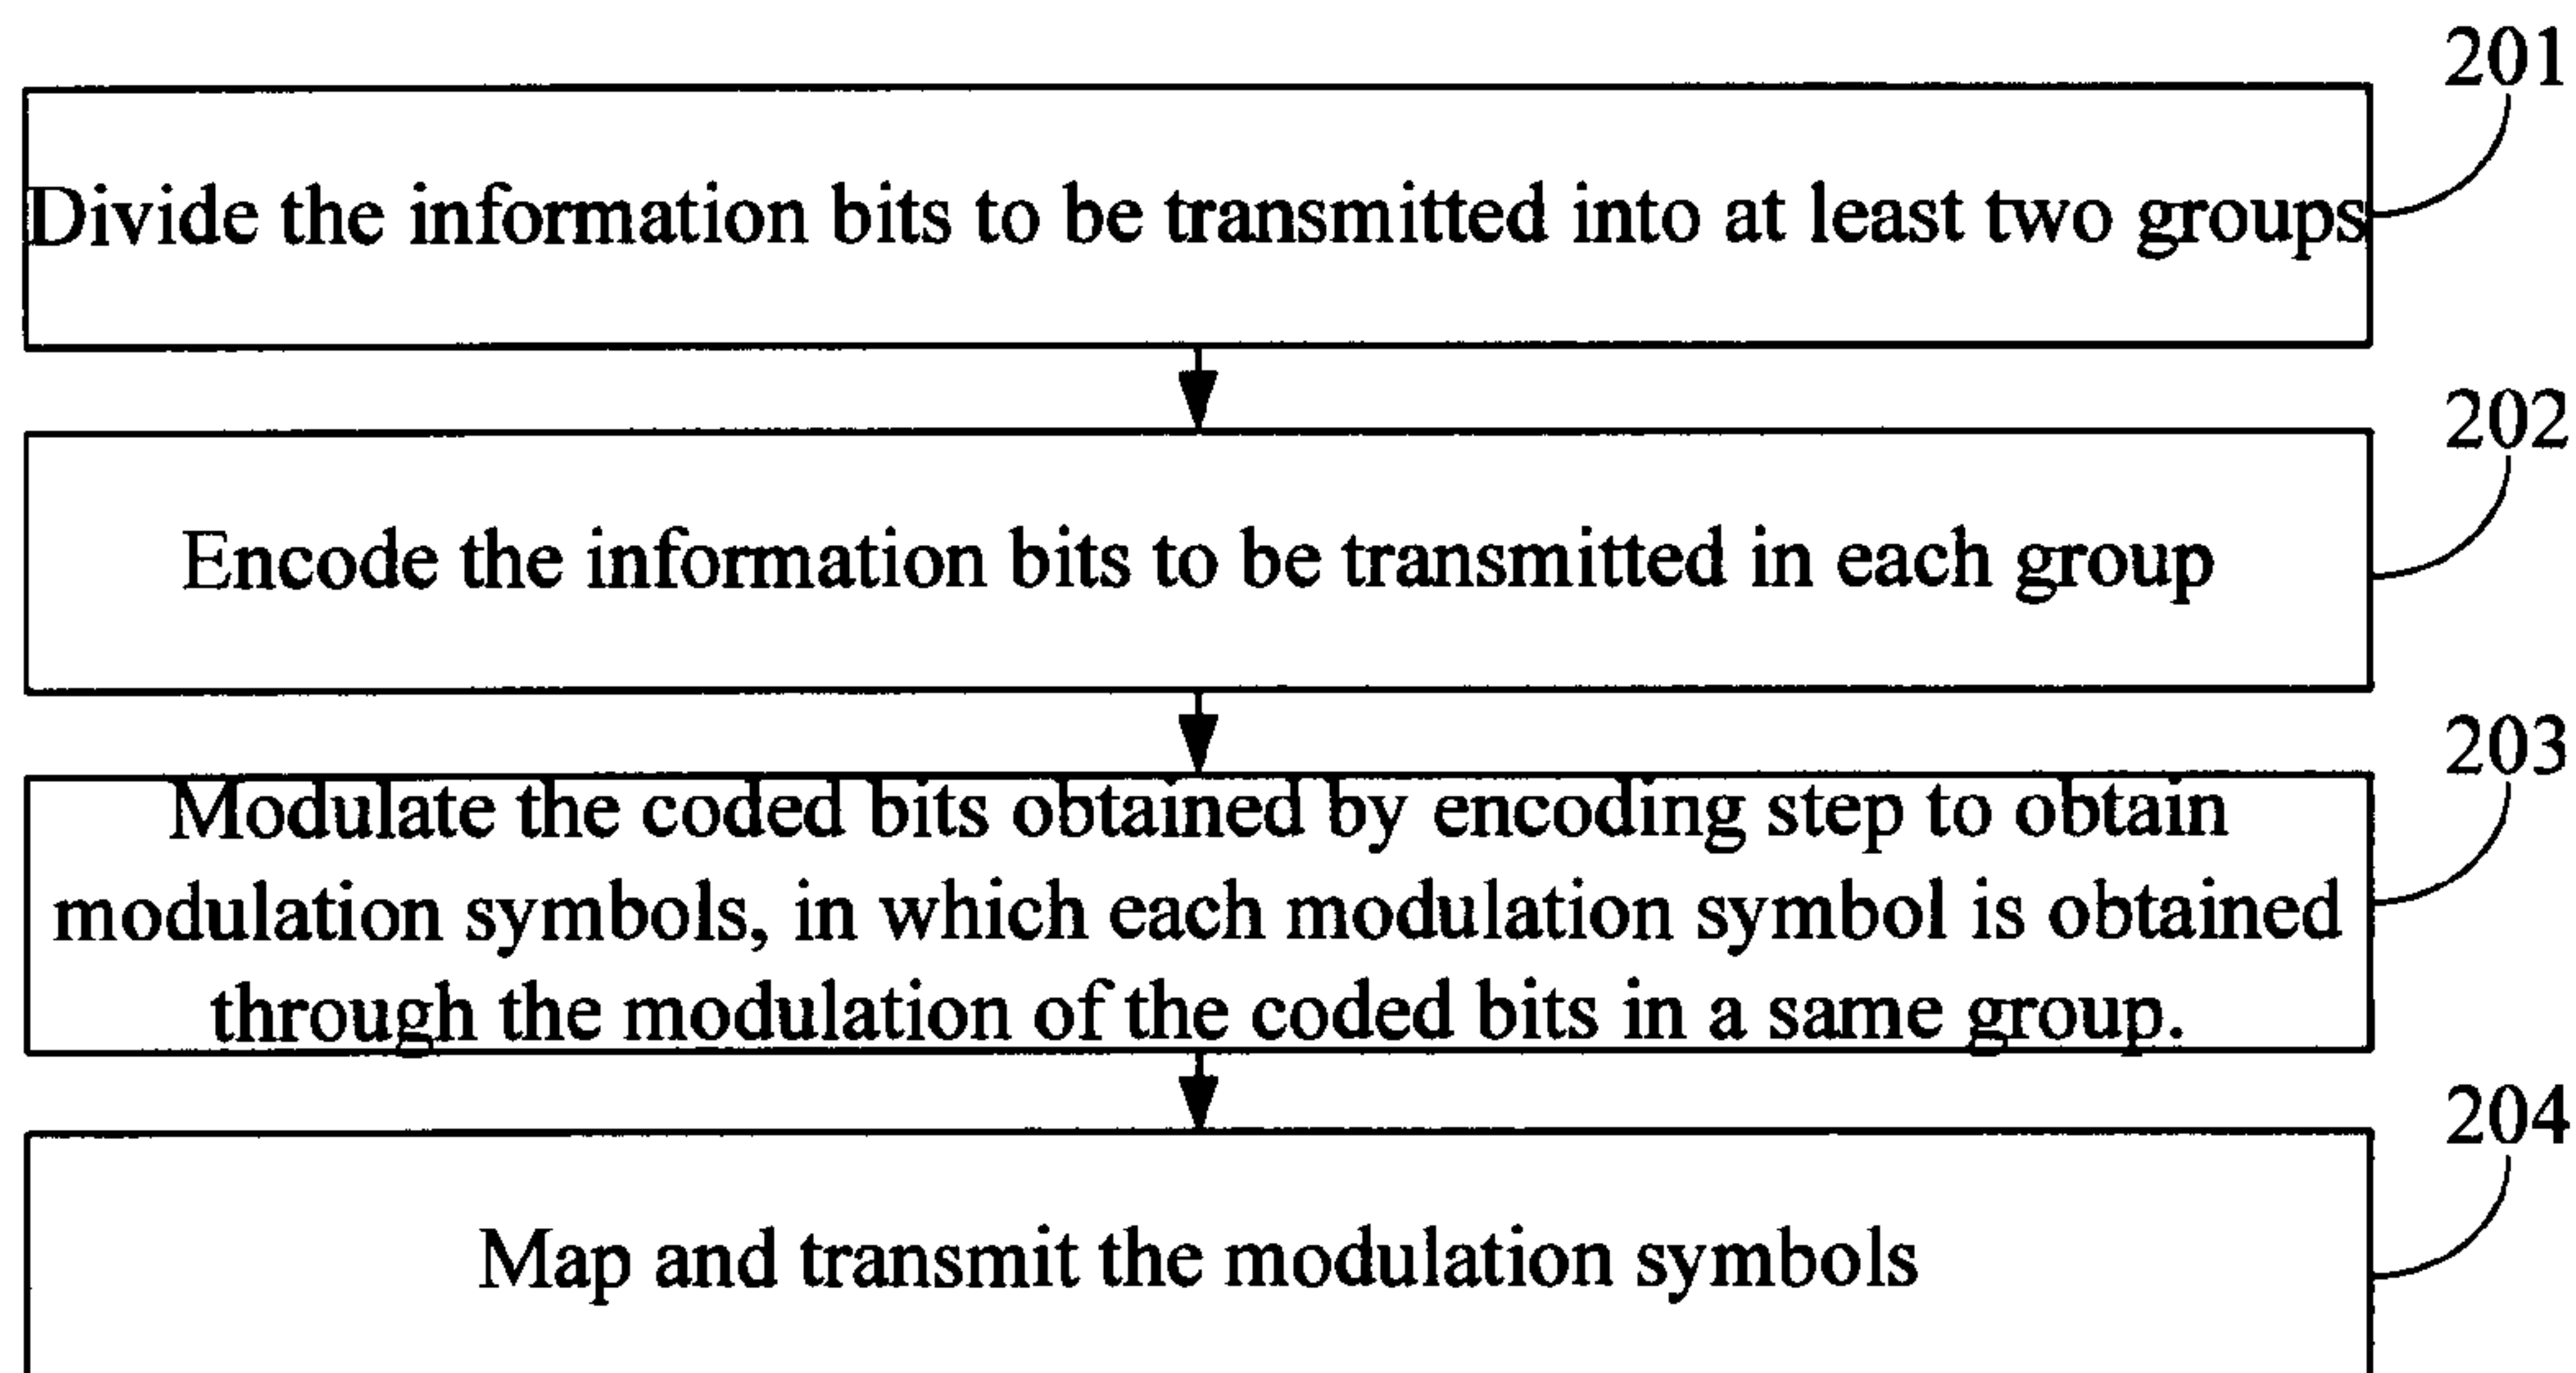 201
Divide the information bits to be transmitted into at least two groups
202
Encode the information bits to be transmitted in each group
203
Modulate the coded bits obtained by encoding step to obtain
modulation symbols, in which each modulation symbol is obtained
through the modulation of the coded bits in a same group.
204
Map and transmit the modulation symbols